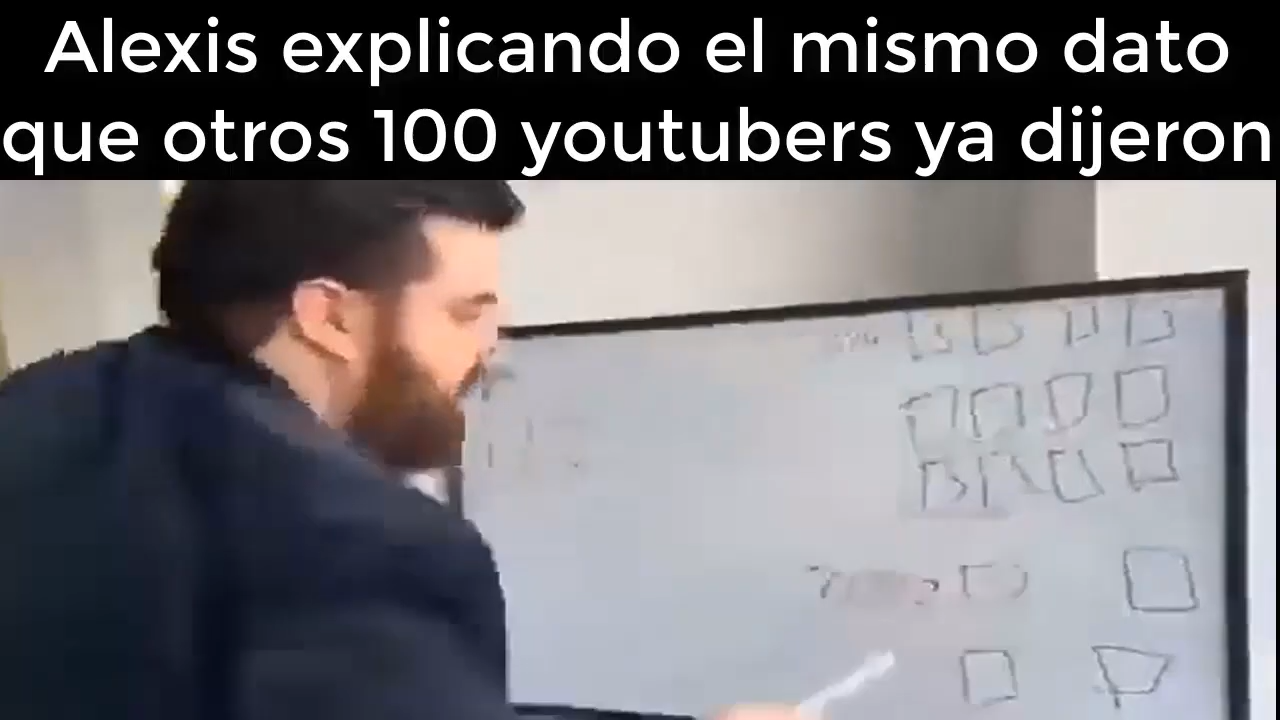 Alexis explicando el mismo dato
que otros 100 youtubers ya dijeron